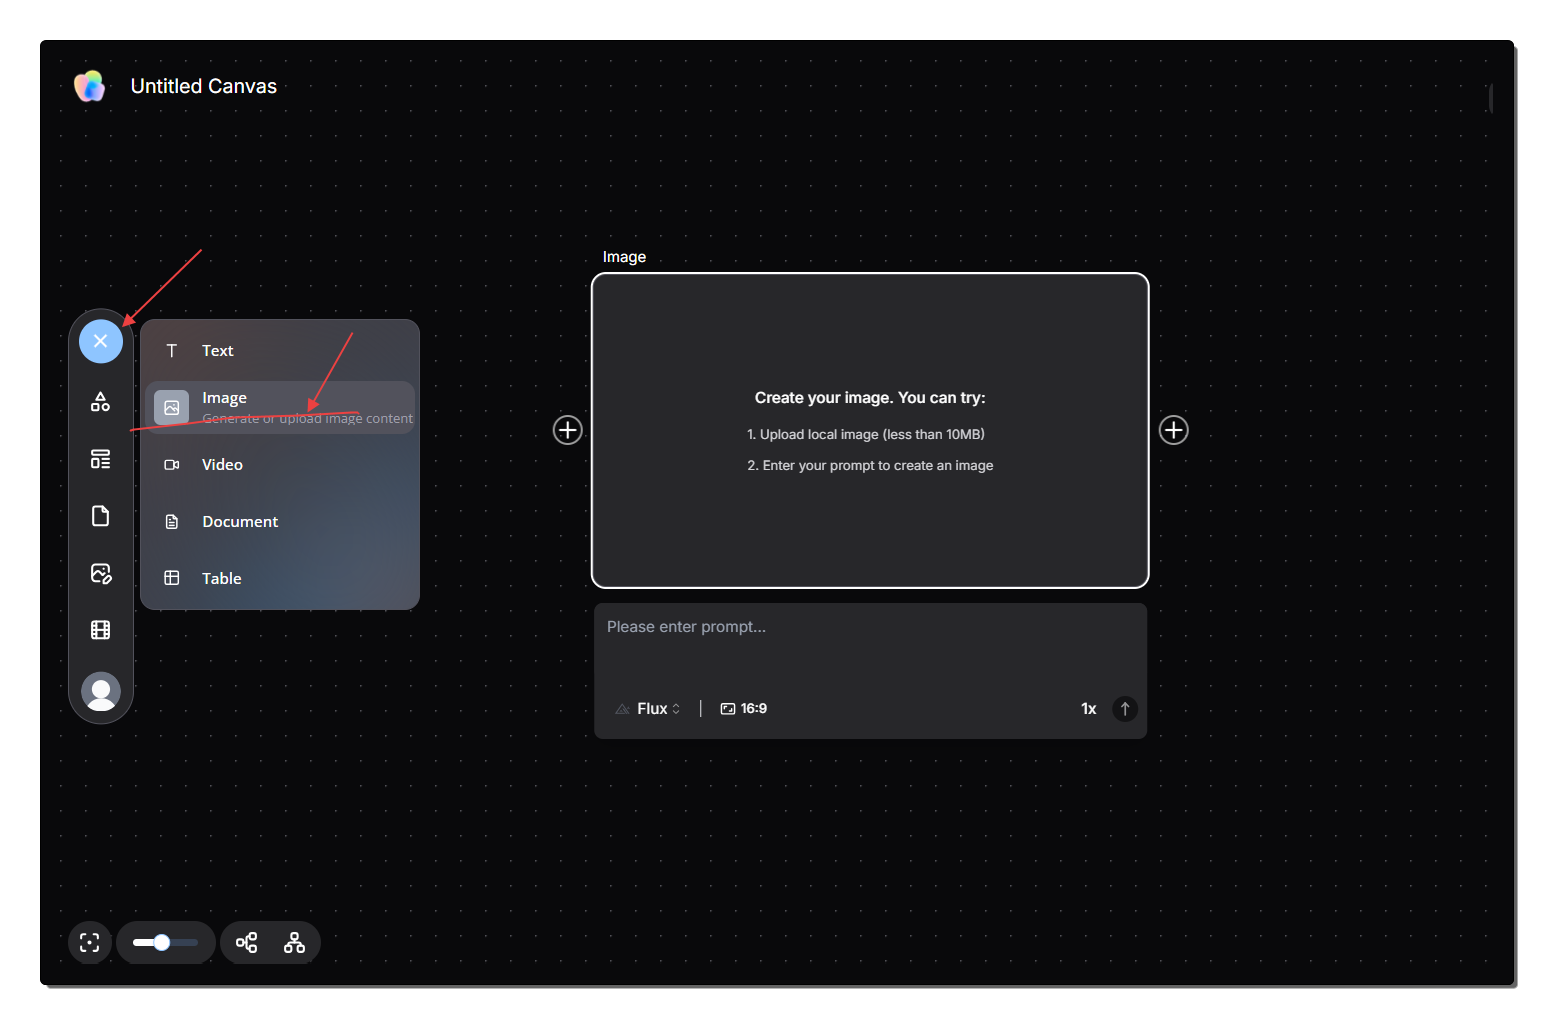 Untitled Canvas
Image
Text
Image
Generate or upload image content
Video
Document
Table
Create your image. You can try:
1. Upload local image (less than 10MB)
2. Enter your prompt to create an image
Please enter prompt...
Flux
16:9
1x